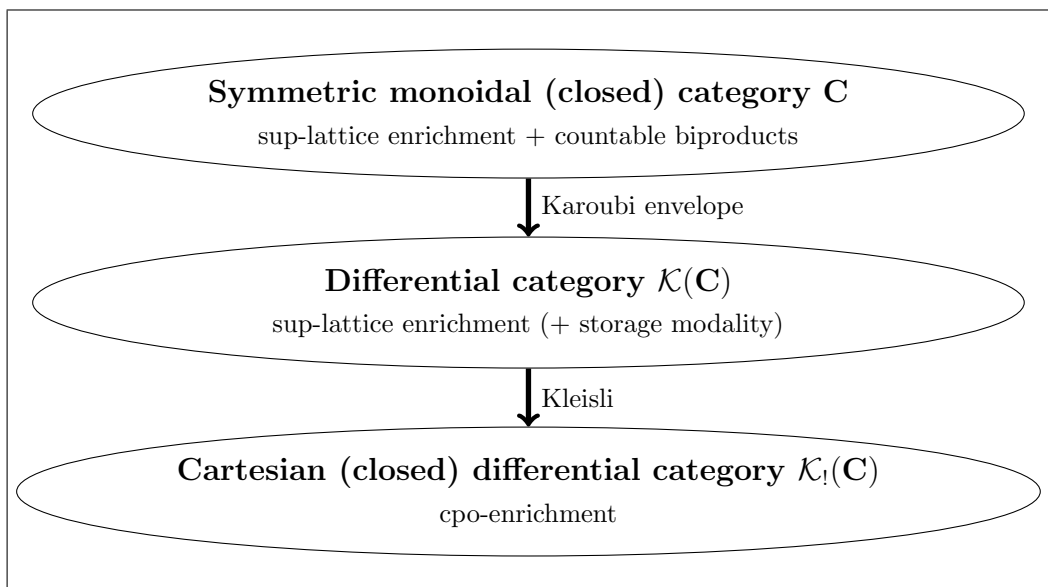 Symmetric monoidal (closed) category C
sup-lattice enrichment + countable biproducts
Karoubi envelope
Differential category 𝒦(C)
sup-lattice enrichment (+ storage modality)
Kleisli
Cartesian (closed) differential category 𝒦!(C)
cpo-enrichment